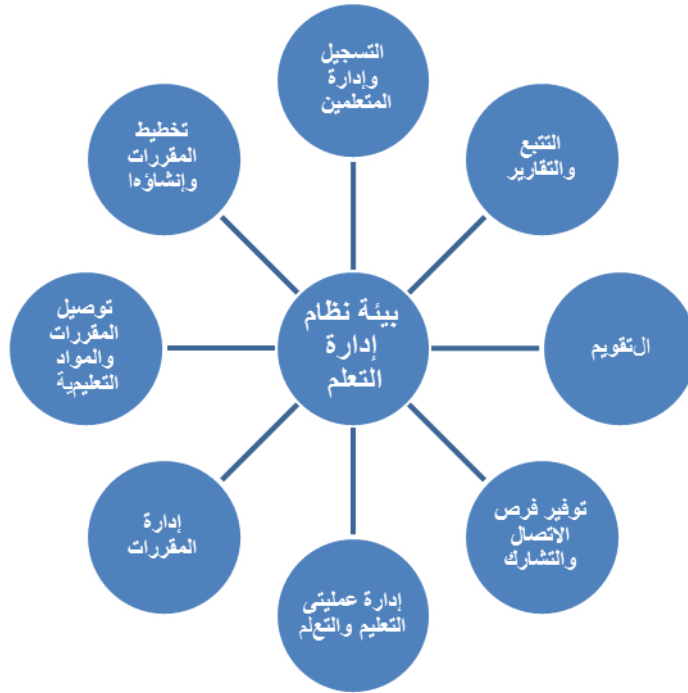 التسجيل
وإدارة
المتعلمين
التتبع
والتقارير
تخطيط
المقررات
وإنشاؤها
بيئة نظام
إدارة
التعلم
التقويم
توصيل
المقررات
والمواد
التعليمية
توفير فرص
الاتصال
والتشارك
إدارة
المقررات
إدارة عمليتى
التعليم والتعلم